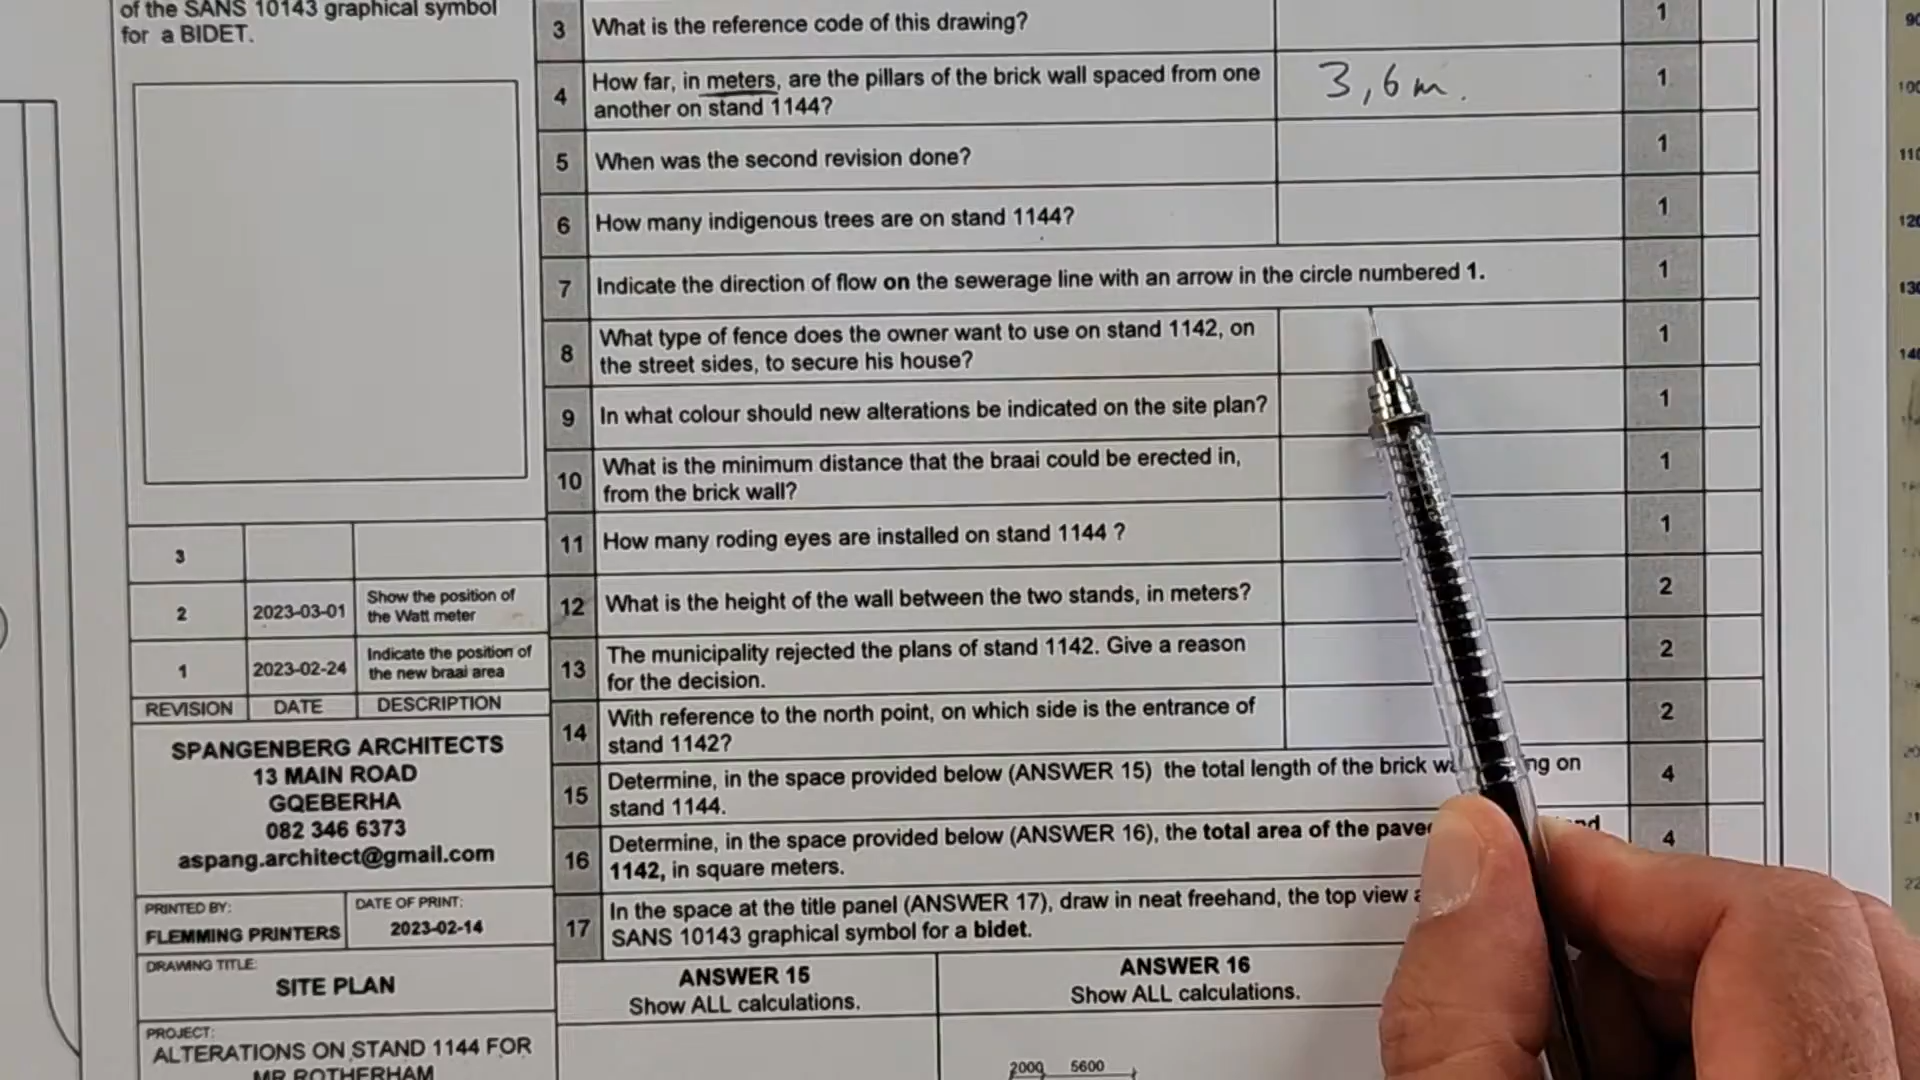 of the SANS 10143 graphical symbol
for a BIDET.
3
2 2023-03-01 Show the position of
the Watt meter
1 2023-02-24 Indicate the position of
the new braai area
REVISION DATE DESCRIPTION
SPANGENBERG ARCHITECTS
13 MAIN ROAD
GQEBERHA
082 346 6373
aspang.architect@gmail.com
PRINTED BY:
FLEMMING PRINTERS
DATE OF PRINT:
2023-02-14
DRAWING TITLE:
SITE PLAN
PROJECT:
ALTERATIONS ON STAND 1144 FOR
MR ROTHERHAM
3 What is the reference code of this drawing? 1
4 How far, in meters, are the pillars of the brick wall spaced from one
another on stand 1144? 3,6 m. 1
5 When was the second revision done? 1
6 How many indigenous trees are on stand 1144? 1
7 Indicate the direction of flow on the sewerage line with an arrow in the circle numbered 1. 1
8 What type of fence does the owner want to use on stand 1142, on
the street sides, to secure his house? 1
9 In what colour should new alterations be indicated on the site plan? 1
10 What is the minimum distance that the braai could be erected in,
from the brick wall? 1
11 How many roding eyes are installed on stand 1144 ? 1
12 What is the height of the wall between the two stands, in meters? 2
13 The municipality rejected the plans of stand 1142. Give a reason
for the decision. 2
14 With reference to the north point, on which side is the entrance of
stand 1142? 2
15 Determine, in the space provided below (ANSWER 15) the total length of the brick on
stand 1144. 4
16 Determine, in the space provided below (ANSWER 16), the total area of the
1142, in square meters. 4
17 In the space at the title panel (ANSWER 17), draw in neat freehand, the top view
SANS 10143 graphical symbol for a bidet.
ANSWER 15
Show ALL calculations.
ANSWER 16
Show ALL calculations.
2000 5600